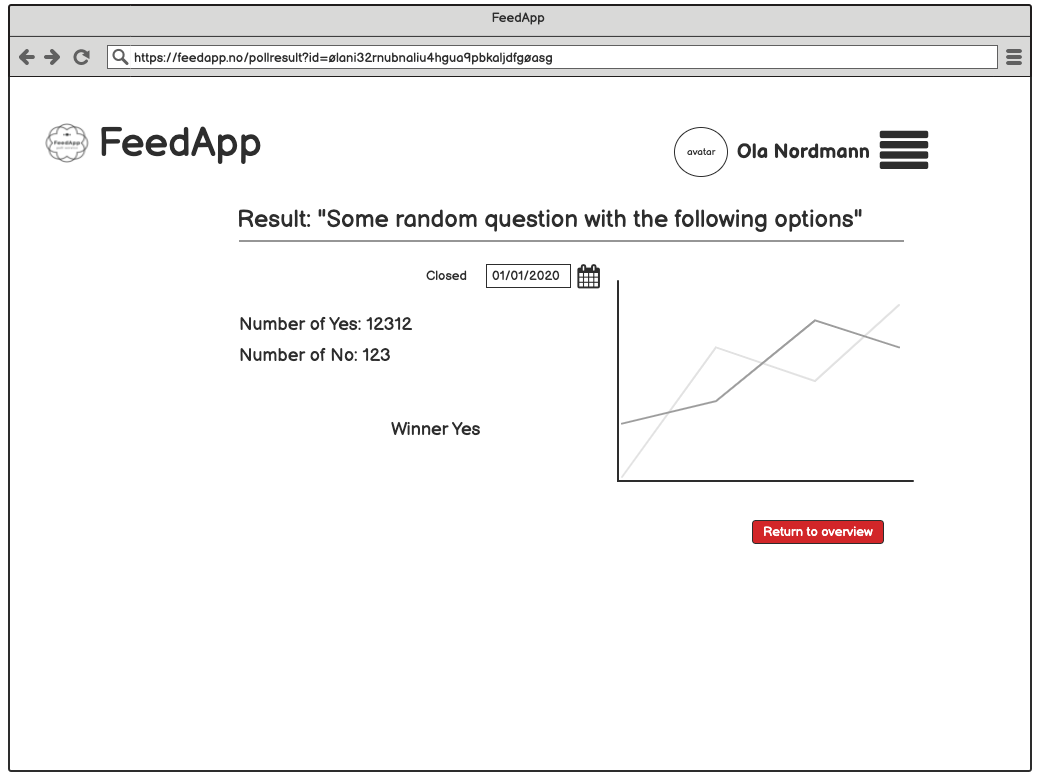 FeedApp
https://feedapp.no/pollresult?id=ølani32rnubnaliu4hgua9pbkaljdfgøasg
FeedApp
FeedApp
avatar
Ola Nordmann
Result: "Some random question with the following options"
Closed
01/01/2020
Number of Yes: 12312
Number of No: 123
Winner Yes
Return to overview